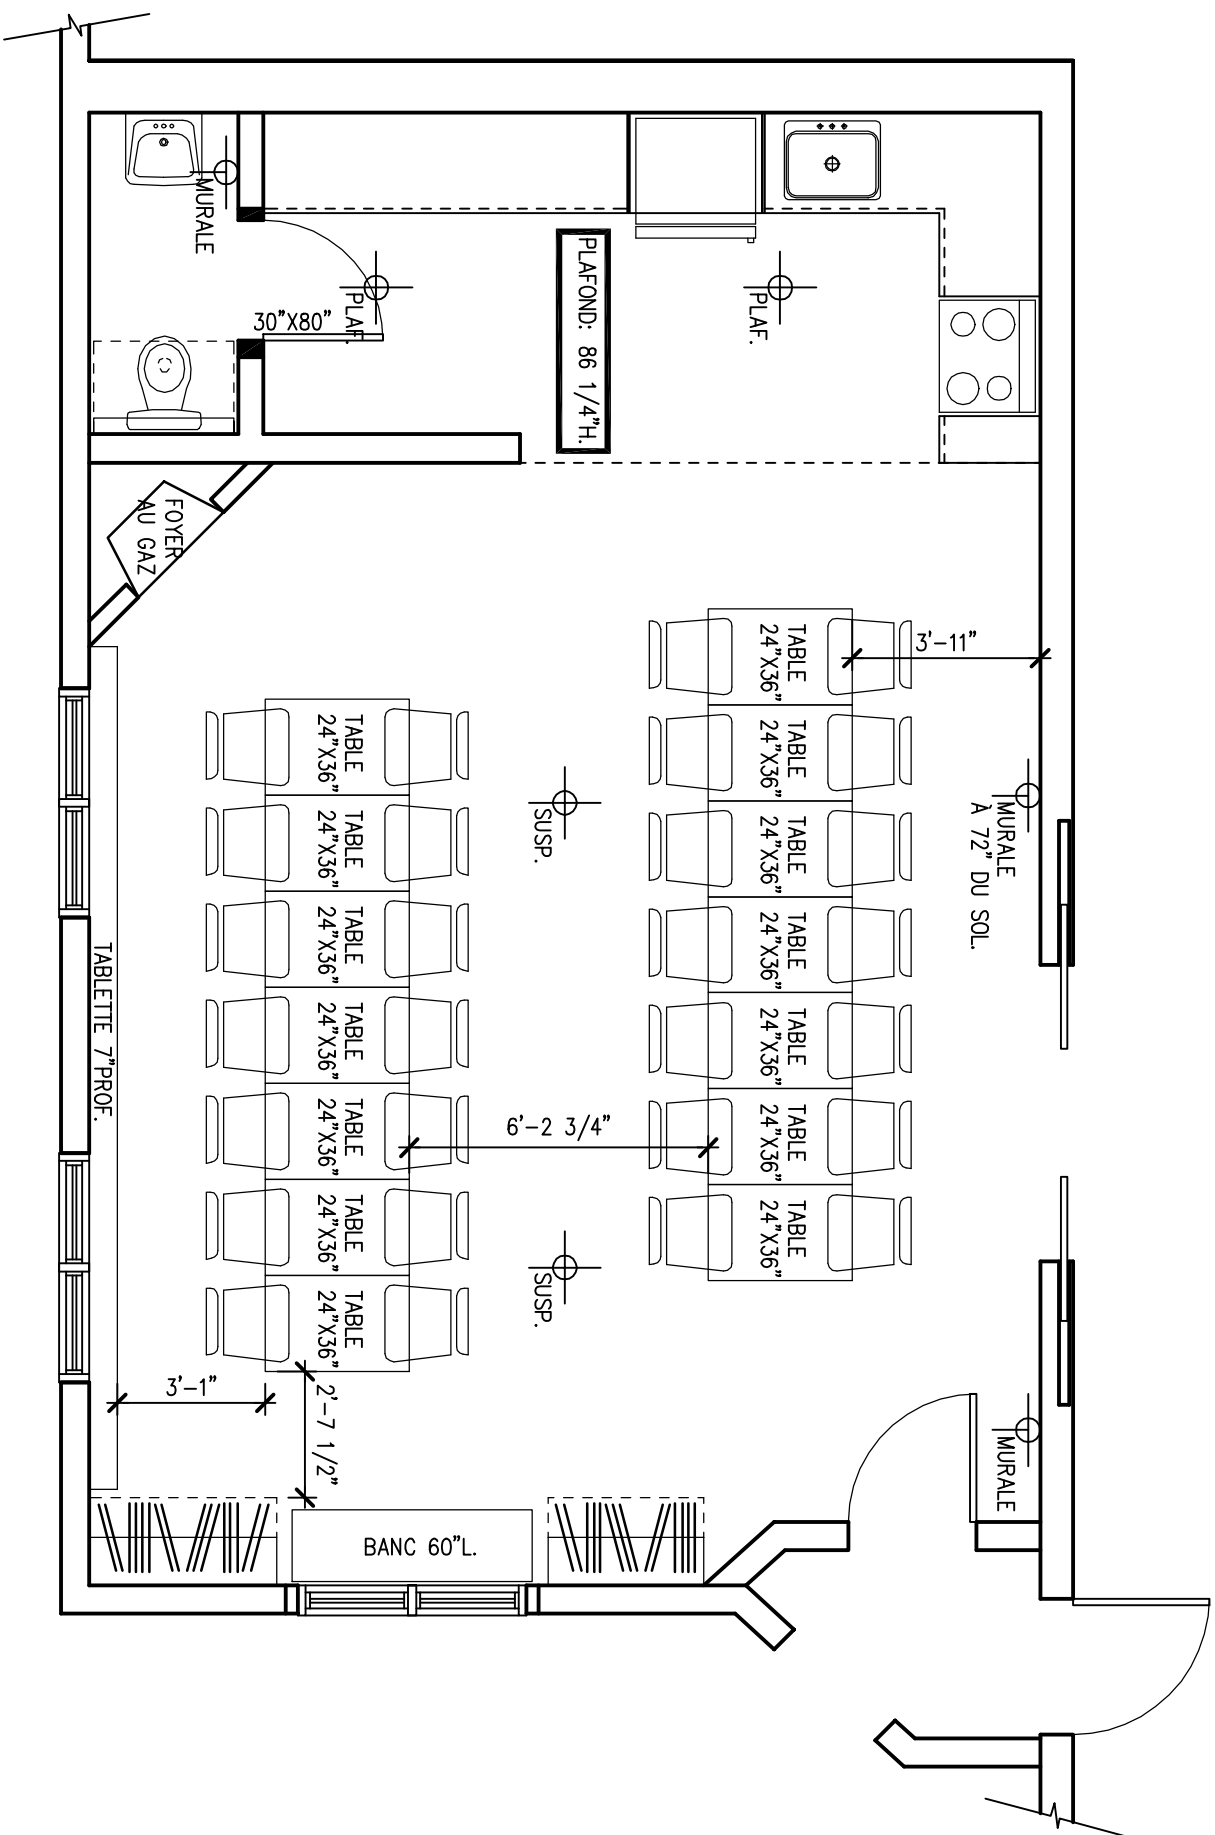 MURALE
30"X80"
PLAF.
PLAFOND: 86 1/4"H.
PLAF.
FOYER
AU GAZ
3'-11"
TABLE
24"X36"
TABLE
24"X36"
TABLE
24"X36"
TABLE
24"X36"
TABLE
24"X36"
TABLE
24"X36"
TABLE
24"X36"
TABLE
24"X36"
TABLE
24"X36"
TABLE
24"X36"
TABLE
24"X36"
TABLE
24"X36"
TABLE
24"X36"
TABLE
24"X36"
SUSP.
MURALE
À 72" DU SOL.
TABLETTE 7"PROF.
6'-2 3/4"
SUSP.
3'-1"
2'-7 1/2"
MURALE
BANC 60"L.